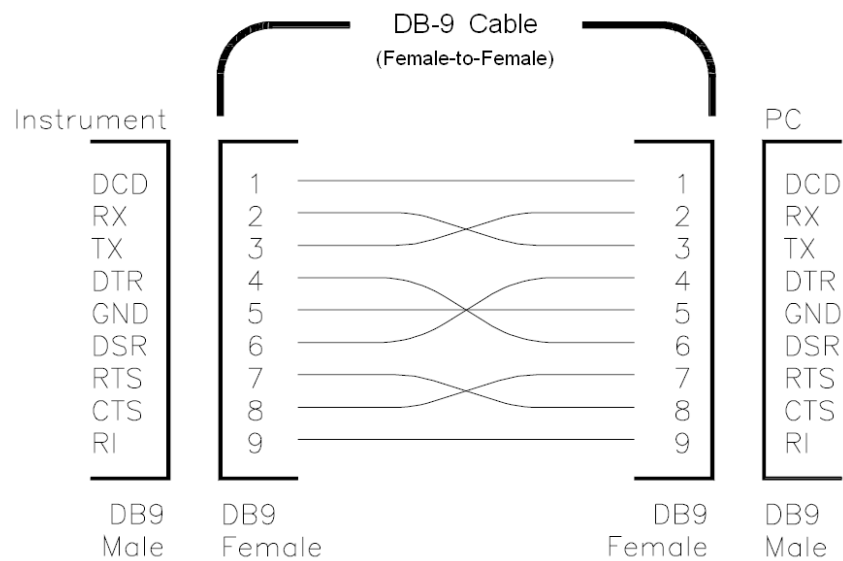 DB-9 Cable
(Female-to-Female)
Instrument PC
DCD 1 1 DCD
RX 2 2 RX
TX 3 3 TX
DTR 4 4 DTR
GND 5 5 GND
DSR 6 6 DSR
RTS 7 7 RTS
CTS 8 8 CTS
RI 9 9 RI
DB9 DB9 DB9 DB9
Male Female Female Male